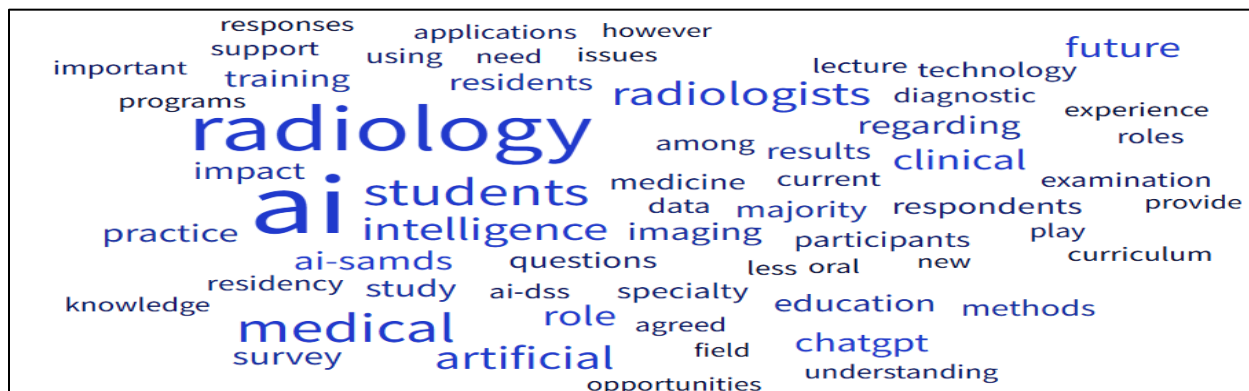 responses applications however
support using need issues future
important training residents lecture technology
programs radiologists diagnostic experience
radiology regarding roles
among results clinical
impact medicine current examination
ai students data majority respondents provide
practice intelligence imaging participants play
ai-samds questions less oral new curriculum
residency study ai-dss specialty education methods
knowledge role agreed
medical field chatgpt
survey artificial understanding
opportunities